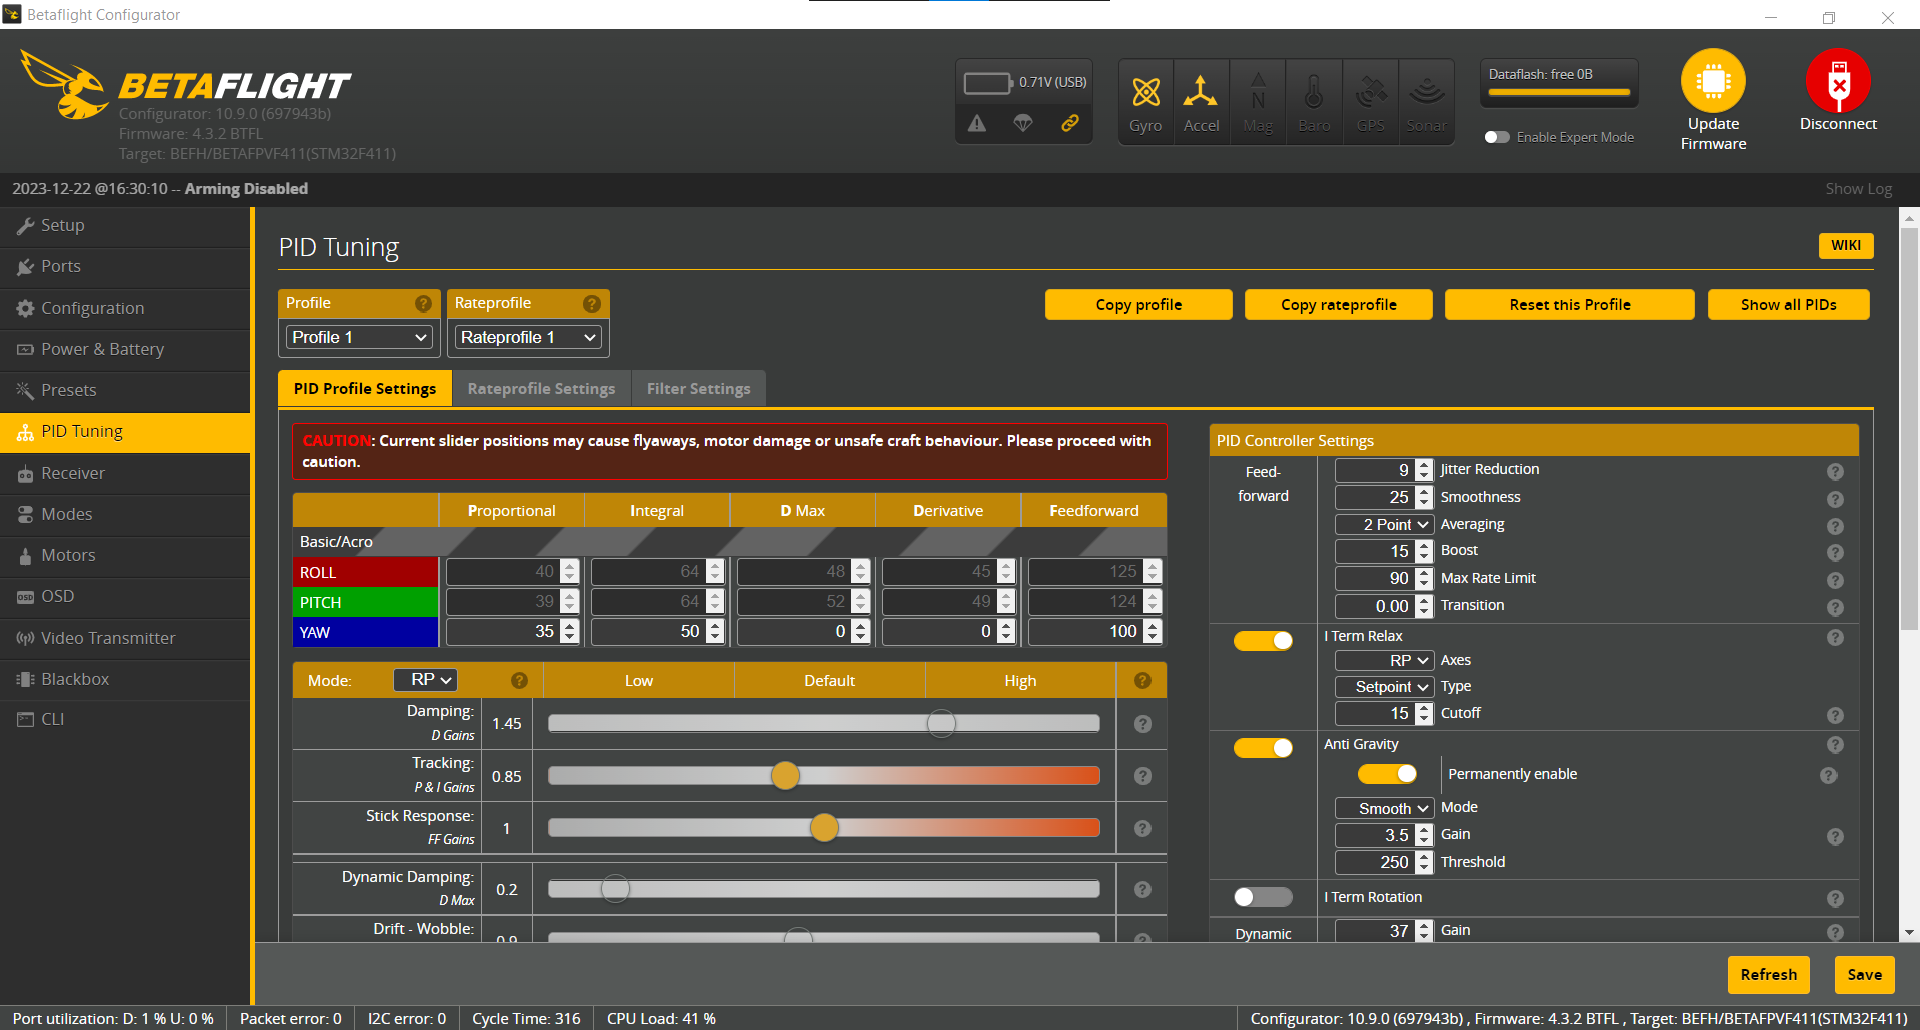 Betaflight Configurator
BETAFLIGHT
Configurator: 10.9.0 (697943b)
Firmware: 4.3.2 BTFL
Target: BEFH/BETAFPVF411(STM32F411)
0.71V (USB)
Gyro
Accel
N
Mag
Baro
GPS
Sonar
Dataflash: free 0B
Enable Expert Mode
Update
Firmware
Disconnect
2023-12-22 @16:30:10 -- Arming Disabled
Show Log
Setup
Ports
Configuration
Power & Battery
Presets
PID Tuning
Receiver
Modes
Motors
OSD OSD
Video Transmitter
Blackbox
CLI
PID Tuning
WIKI
Profile ?
Profile 1
Rateprofile ?
Rateprofile 1
Copy profile
Copy rateprofile
Reset this Profile
Show all PIDs
PID Profile Settings
Rateprofile Settings
Filter Settings
CAUTION: Current slider positions may cause flyaways, motor damage or unsafe craft behaviour. Please proceed with
caution.
Proportional Integral D Max Derivative Feedforward
Basic/Acro
ROLL 40 64 48 45 125
PITCH 39 64 52 49 124
YAW 35 50 0 0 100
Mode: RP ? Low Default High ?
Damping:
D Gains
1.45
?
Tracking:
P & I Gains
0.85
?
Stick Response:
FF Gains
1
?
Dynamic Damping:
D Max
0.2
?
Drift - Wobble:
0.9
?
PID Controller Settings
Feed-
forward
9 Jitter Reduction ?
25 Smoothness ?
2 Point Averaging ?
15 Boost ?
90 Max Rate Limit ?
0.00 Transition ?
I Term Relax ?
RP Axes
Setpoint Type
15 Cutoff ?
Anti Gravity ?
Permanently enable ?
Smooth Mode
3.5 Gain ?
250 Threshold
I Term Rotation ?
Dynamic
37 Gain ?
Refresh
Save
Port utilization: D: 1 % U: 0 %
Packet error: 0
I2C error: 0
Cycle Time: 316
CPU Load: 41 %
Configurator: 10.9.0 (697943b) , Firmware: 4.3.2 BTFL , Target: BEFH/BETAFPVF411(STM32F411)